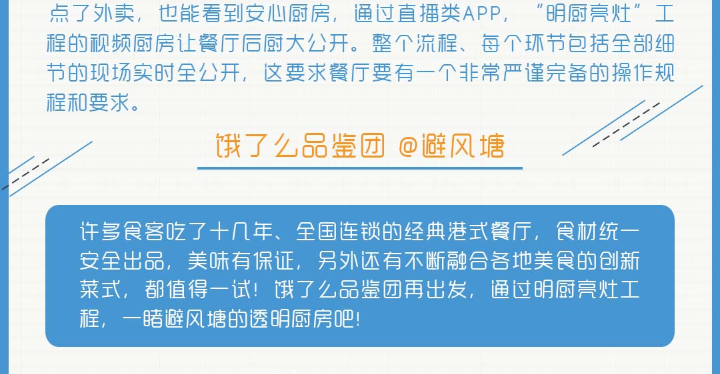 点了外卖，也能看到安心厨房，通过直播类APP，“明厨亮灶”工
程的视频厨房让餐厅后厨大公开。整个流程、每个环节包括全部细
节的现场实时全公开，这要求餐厅要有一个非常严谨完备的操作规
程和要求。
饿了么品鉴团 @避风塘
许多食客吃了十几年、全国连锁的经典港式餐厅，食材统一
安全出品，美味有保证，另外还有不断融合各地美食的创新
菜式，都值得一试！饿了么品鉴团再出发，通过明厨亮灶工
程，一睹避风塘的透明厨房吧！